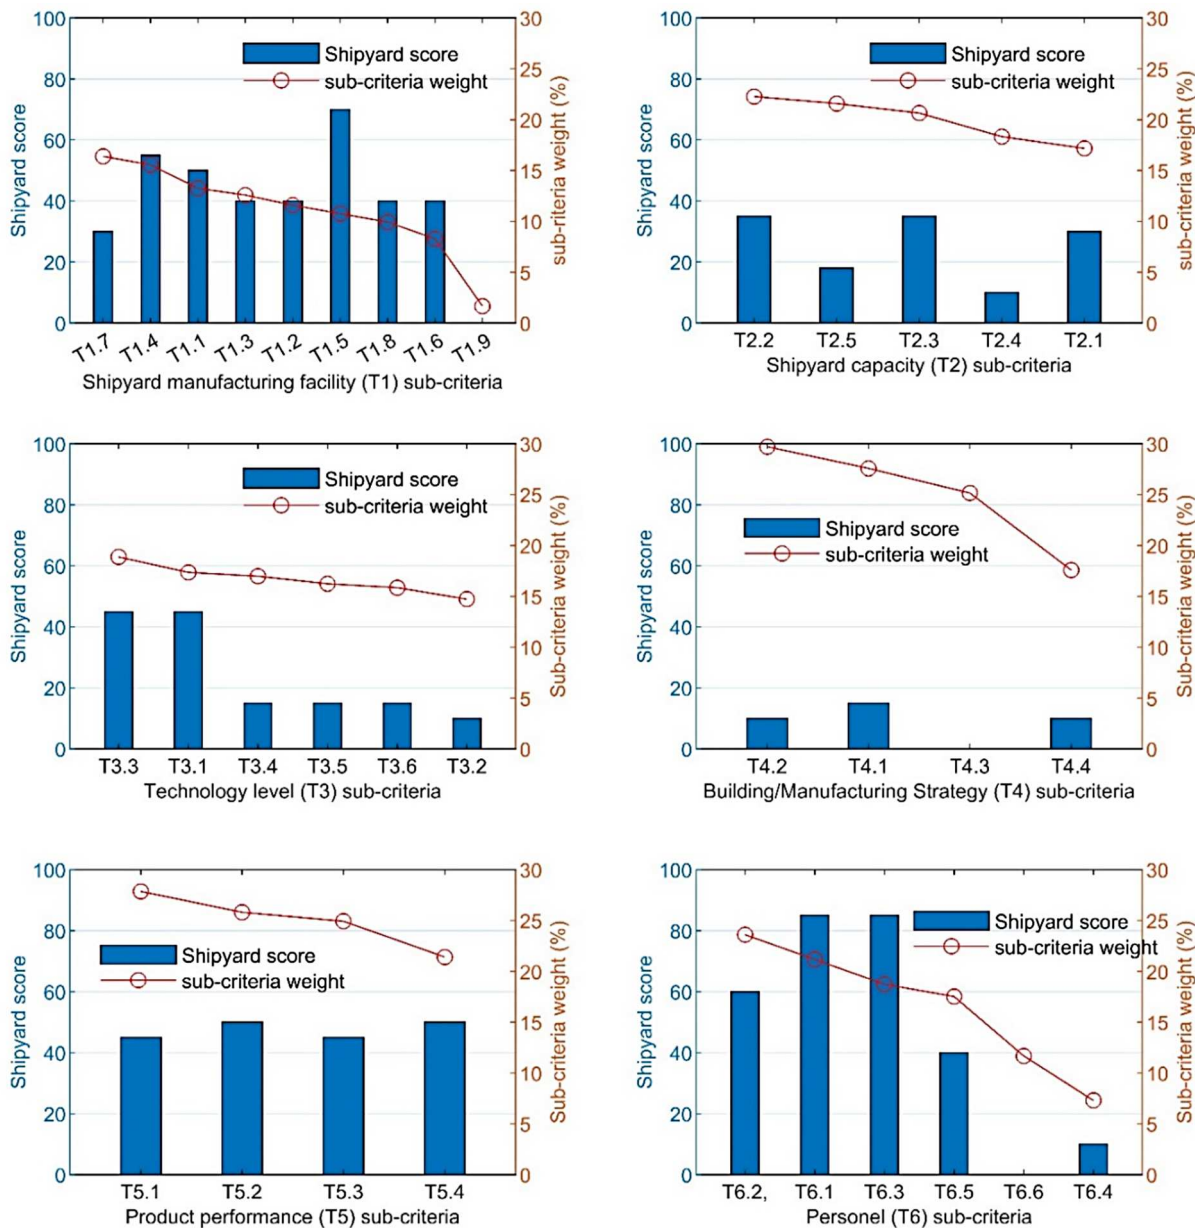 100
80
60
40
20
0
Shipyard score
30
25
20
15
10
5
0
sub-riteria weight (%)
Shipyard score
sub-criteria weight
T1.7 T1.4 T1.1 T1.3 T1.2 T1.5 T1.8 T1.6 T1.9
Shipyard manufacturing facility (T1) sub-criteria
100
80
60
40
20
0
Shipyard score
30
25
20
15
10
5
0
sub-criteria weight (%)
Shipyard score
sub-criteria weight
T2.2 T2.5 T2.3 T2.4 T2.1
Shipyard capacity (T2) sub-criteria
100
80
60
40
20
0
Shipyard score
30
25
20
15
10
5
0
Sub-criteria weight (%)
Shipyard score
sub-criteria weight
T3.3 T3.1 T3.4 T3.5 T3.6 T3.2
Technology level (T3) sub-criteria
100
80
60
40
20
0
Shipyard score
30
25
20
15
10
5
0
Sub-criteria weight (%)
Shipyard score
sub-criteria weight
T4.2 T4.1 T4.3 T4.4
Building/Manufacturing Strategy (T4) sub-criteria
100
80
60
40
20
0
Shipyard score
30
25
20
15
10
5
0
Sub-criteria weight (%)
Shipyard score
sub-criteria weight
T5.1 T5.2 T5.3 T5.4
Product performance (T5) sub-criteria
100
80
60
40
20
0
Shipyard score
30
25
20
15
10
5
0
Sub-criteria weight (%)
Shipyard score
sub-criteria weight
T6.2, T6.1 T6.3 T6.5 T6.6 T6.4
Personel (T6) sub-criteria